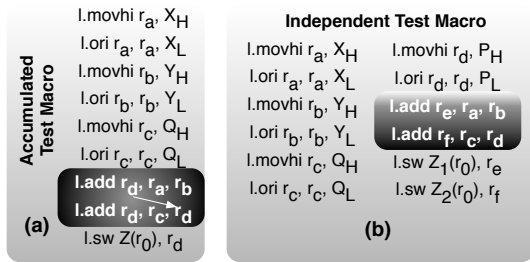 Accumulated
Test Macro
l.movhi r_a, X_H
l.ori r_a, r_a, X_L
l.movhi r_b, Y_H
l.ori r_b, r_b, Y_L
l.movhi r_c, Q_H
l.ori r_c, r_c, Q_L
l.add r_d, r_a, r_b
l.add r_d, r_c, r_d
l.sw Z(r_0), r_d
(a)
Independent Test Macro
l.movhi r_a, X_H
l.ori r_a, r_a, X_L
l.movhi r_b, Y_H
l.ori r_b, r_b, Y_L
l.movhi r_c, Q_H
l.ori r_c, r_c, Q_L
l.movhi r_d, P_H
l.ori r_d, r_d, P_L
l.add r_e, r_a, r_b
l.add r_f, r_c, r_d
l.sw Z_1(r_0), r_e
l.sw Z_2(r_0), r_f
(b)